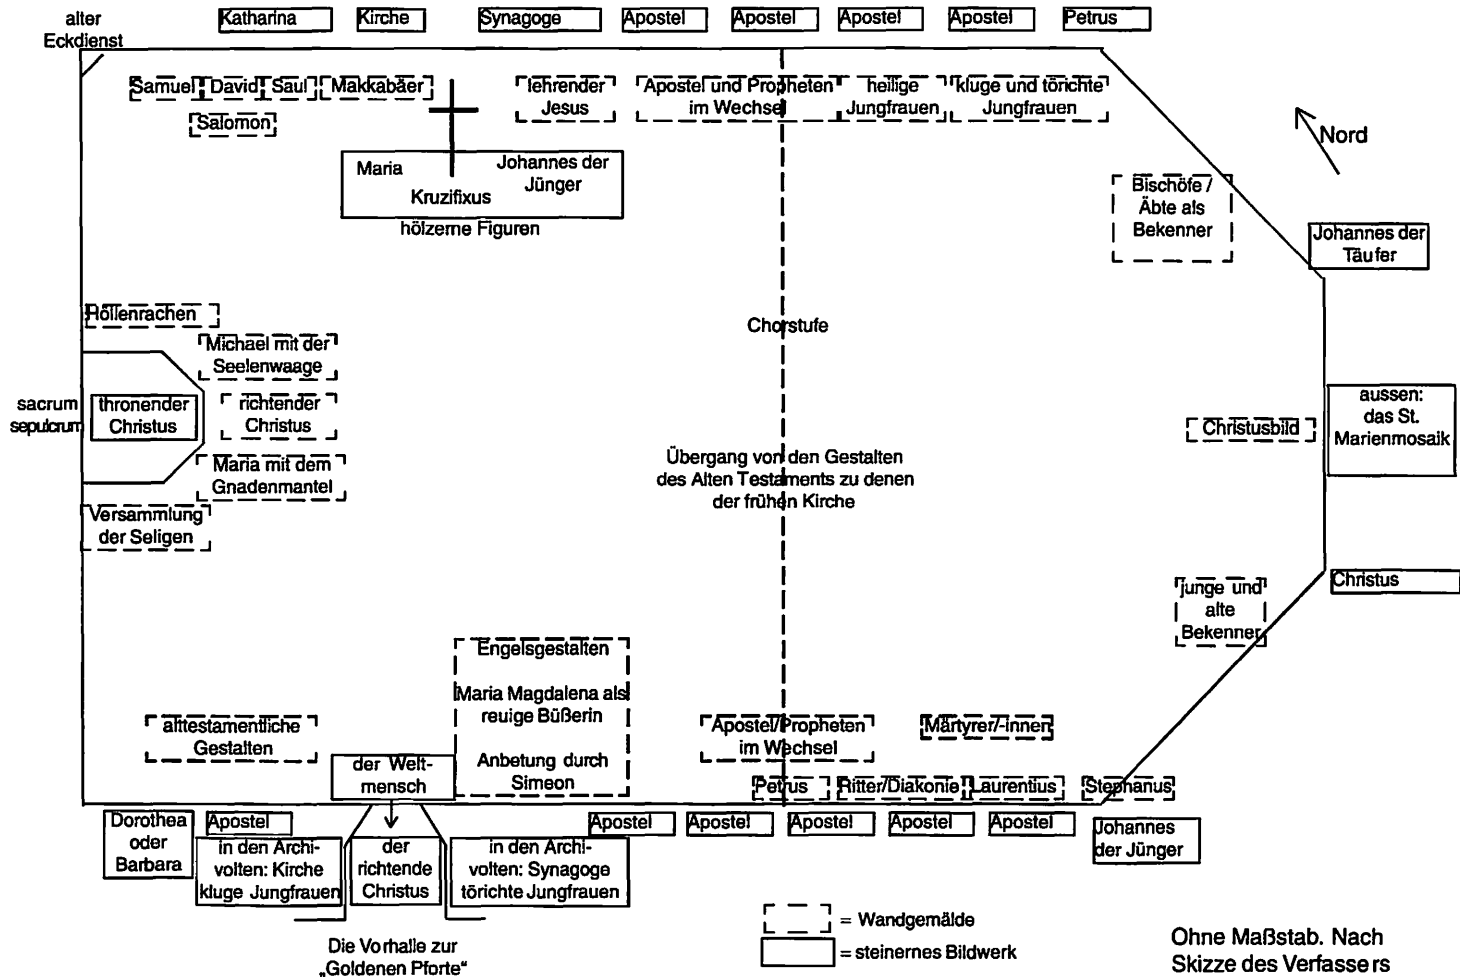 alter
Eckdienst
Katharina
Kirche
Synagoge
Apostel
Apostel
Apostel
Apostel
Petrus
Samuel
David
Saul
Makkabäer
Salomon
lehrender
Jesus
Apostel und Propheten
im Wechsel
heilige
Jungfrauen
kluge und törichte
Jungfrauen
Nord
Maria
Johannes der
Jünger
Kruzifixus
hölzerne Figuren
Bischöfe /
Äbte als
Bekenner
Johannes der
Täufer
Höllenrachen
Chorstufe
Michael mit der
Seelenwaage
sacrum
sepulcrum
thronender
Christus
richtender
Christus
Christusbild
aussen:
das St.
Marienmosaik
Maria mit dem
Gnadenmantel
Übergang von den Gestalten
des Alten Testaments zu denen
der frühen Kirche
Versammlung
der Seligen
junge und
alte
Bekenner
Christus
Engelsgestalten
Maria Magdalena als
reuige Büßerin
Anbetung durch
Simeon
alttestamentliche
Gestalten
der Welt-
mensch
Apostel/Propheten
im Wechsel
Märtyrer/-innen
Petrus
Ritter/Diakonie
Laurentius
Stephanus
Dorothea
oder
Barbara
Apostel
in den Archi-
volten: Kirche
kluge Jungfrauen
der
richtende
Christus
in den Archi-
volten: Synagoge
törichte Jungfrauen
Apostel
Apostel
Apostel
Apostel
Apostel
Johannes
der Jünger
Die Vorhalle zur
„Goldenen Pforte“
= Wandgemälde
= steinernes Bildwerk
Ohne Maßstab. Nach
Skizze des Verfassers